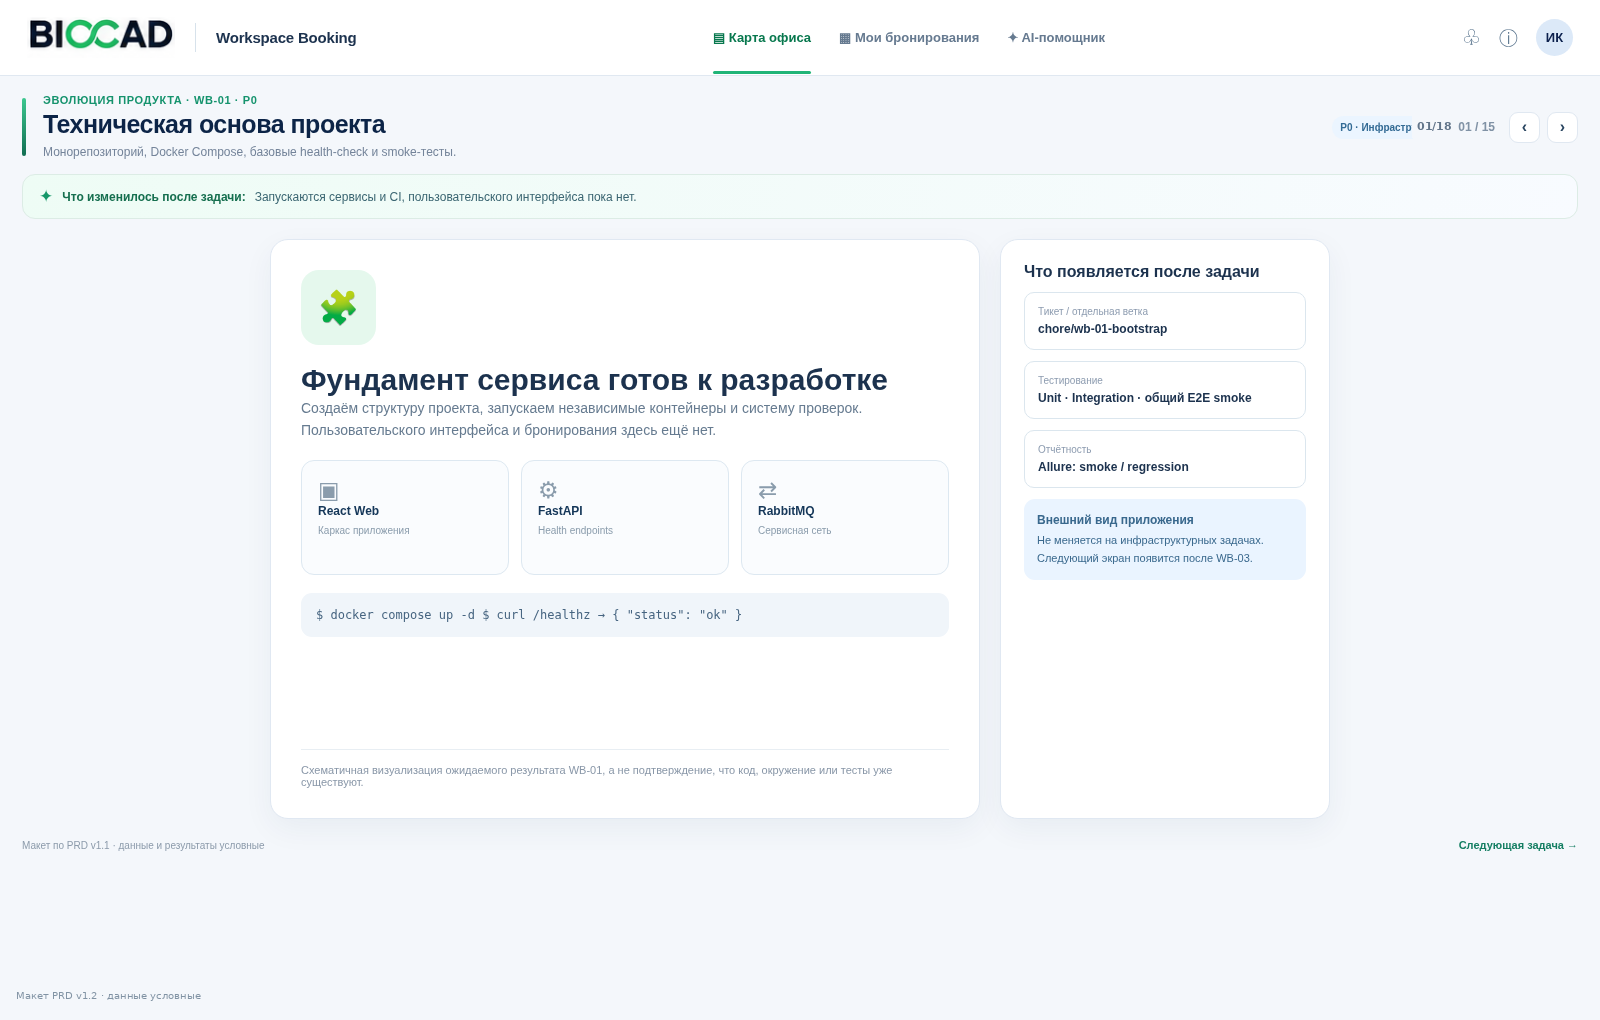 BIOCAD
Workspace Booking
Карта офиса
Мои бронирования
AI-помощник
ИК
ЭВОЛЮЦИЯ ПРОДУКТА · WB-01 · P0
Техническая основа проекта
Монорепозиторий, Docker Compose, базовые health-check и smoke-тесты.
P0 · Инфрастр
01/18
01 / 15
Что изменилось после задачи: Запускаются сервисы и CI, пользовательского интерфейса пока нет.
Фундамент сервиса готов к разработке
Создаём структуру проекта, запускаем независимые контейнеры и систему проверок.
Пользовательского интерфейса и бронирования здесь ещё нет.
React Web
Каркас приложения
FastAPI
Health endpoints
RabbitMQ
Сервисная сеть
$ docker compose up -d $ curl /healthz → { "status": "ok" }
Схематичная визуализация ожидаемого результата WB-01, а не подтверждение, что код, окружение или тесты уже
существуют.
Что появляется после задачи
Тикет / отдельная ветка
chore/wb-01-bootstrap
Тестирование
Unit · Integration · общий E2E smoke
Отчётность
Allure: smoke / regression
Внешний вид приложения
Не меняется на инфраструктурных задачах.
Следующий экран появится после WB-03.
Макет по PRD v1.1 · данные и результаты условные
Следующая задача →
Макет PRD v1.2 · данные условные